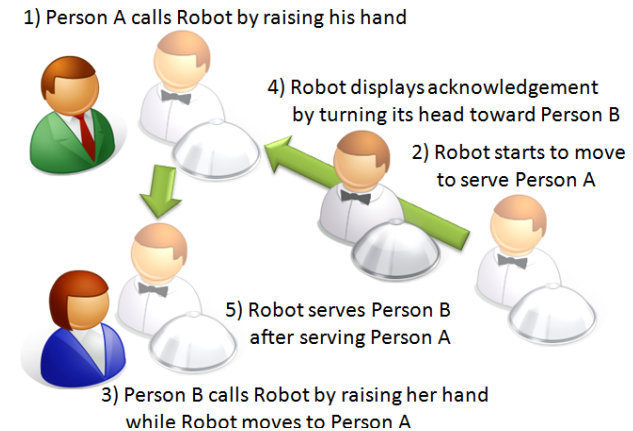 1) Person A calls Robot by raising his hand
4) Robot displays acknowledgement
by turning its head toward Person B
2) Robot starts to move
to serve Person A
5) Robot serves Person B
after serving Person A
3) Person B calls Robot by raising her hand
while Robot moves to Person A